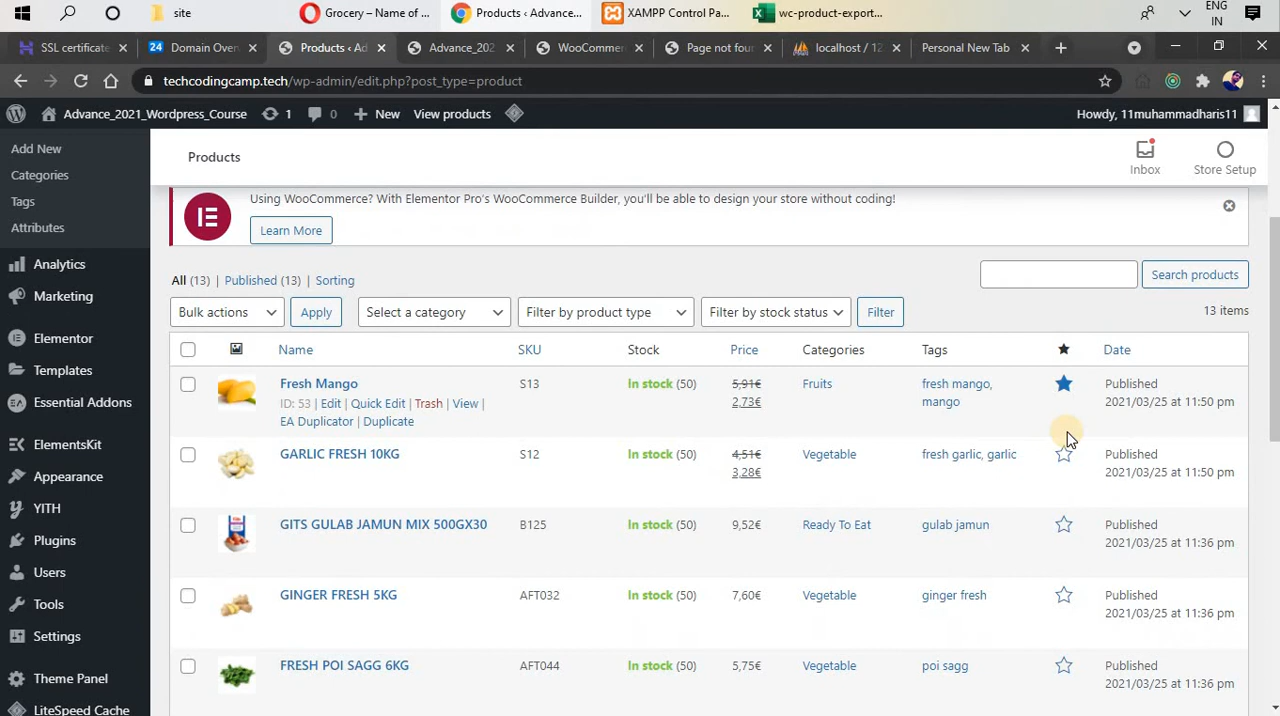 site
Grocery – Name of ...
Products ‹ Advance...
XAMPP Control Pa...
wc-product-export...
ENG
IN
SSL certificate
24 Domain Over
Products ‹ Ad
Advance_202
WooCommer
Page not foun
localhost / 12
Personal New Tab
techcodingcamp.tech/wp-admin/edit.php?post_type=product
Advance_2021_Wordpress_Course
1
0
New
View products
Howdy, 11muhammadharis11
Add New
Categories
Tags
Attributes
Analytics
Marketing
Elementor
Templates
Essential Addons
ElementsKit
Appearance
YITH
Plugins
Users
Tools
Settings
Theme Panel
LiteSpeed Cache
Products
Inbox
Store Setup
Using WooCommerce? With Elementor Pro's WooCommerce Builder, you'll be able to design your store without coding!
Learn More
All (13) | Published (13) | Sorting
Search products
Bulk actions
Apply
Select a category
Filter by product type
Filter by stock status
Filter
13 items
Name SKU Stock Price Categories Tags Date
Fresh Mango S13 In stock (50) 5,91€ Fruits fresh mango, Published
ID: 53 | Edit | Quick Edit | Trash | View | 2,73€ mango 2021/03/25 at 11:50 pm
EA Duplicator | Duplicate
GARLIC FRESH 10KG S12 In stock (50) 4,51€ Vegetable fresh garlic, garlic Published
3,28€ 2021/03/25 at 11:50 pm
GITS GULAB JAMUN MIX 500GX30 B125 In stock (50) 9,52€ Ready To Eat gulab jamun Published
2021/03/25 at 11:36 pm
GINGER FRESH 5KG AFT032 In stock (50) 7,60€ Vegetable ginger fresh Published
2021/03/25 at 11:36 pm
FRESH POI SAGG 6KG AFT044 In stock (50) 5,75€ Vegetable poi sagg Published
2021/03/25 at 11:36 pm